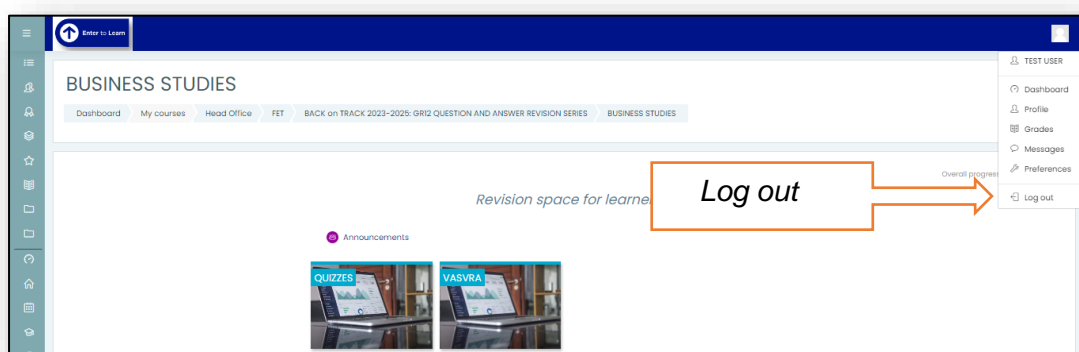 Enter to Learn
TEST USER
BUSINESS STUDIES
Dashboard My courses Head Office FET BACK on TRACK 2023-2025: GR12 QUESTION AND ANSWER REVISION SERIES BUSINESS STUDIES
Dashboard
Profile
Grades
Messages
Preferences
Log out
Overall progress
Revision space for learne
Log out
Announcements
QUIZZES VASVRA